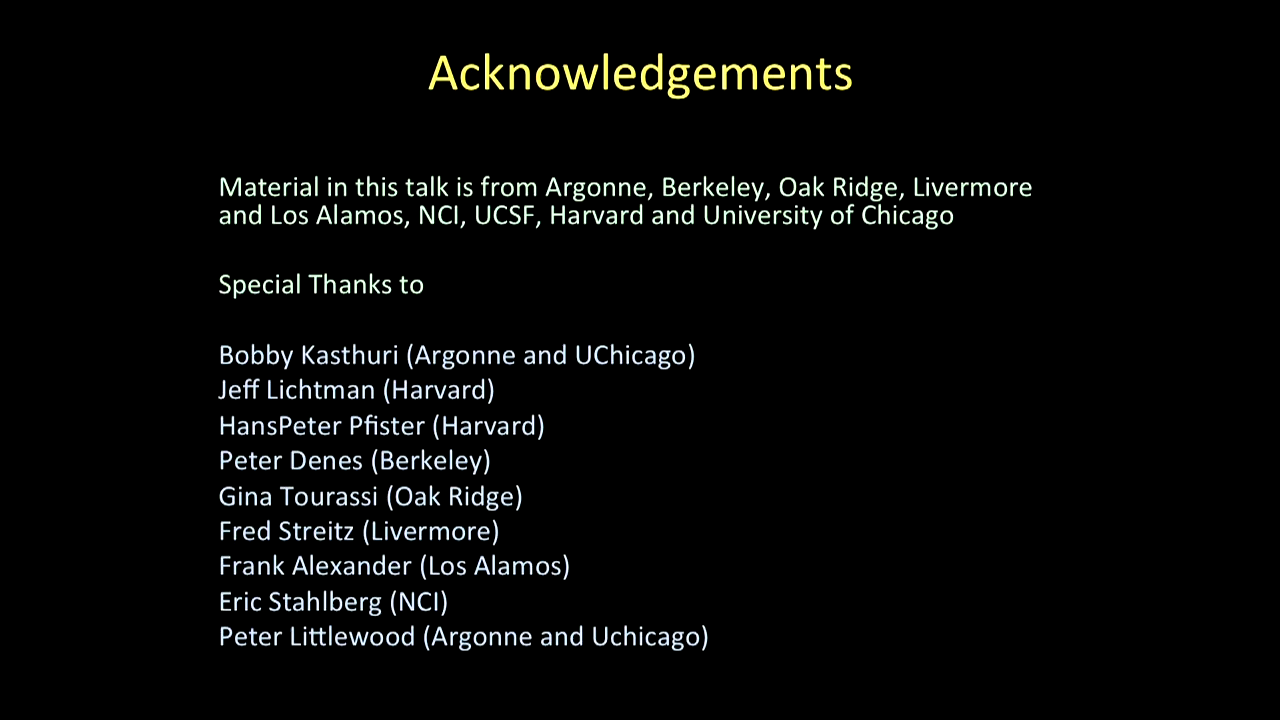 Acknowledgements
Material in this talk is from Argonne, Berkeley, Oak Ridge, Livermore
and Los Alamos, NCI, UCSF, Harvard and University of Chicago
Special Thanks to
Bobby Kasthuri (Argonne and UChicago)
Jeff Lichtman (Harvard)
HansPeter Pfister (Harvard)
Peter Denes (Berkeley)
Gina Tourassi (Oak Ridge)
Fred Streitz (Livermore)
Frank Alexander (Los Alamos)
Eric Stahlberg (NCI)
Peter Littlewood (Argonne and Uchicago)